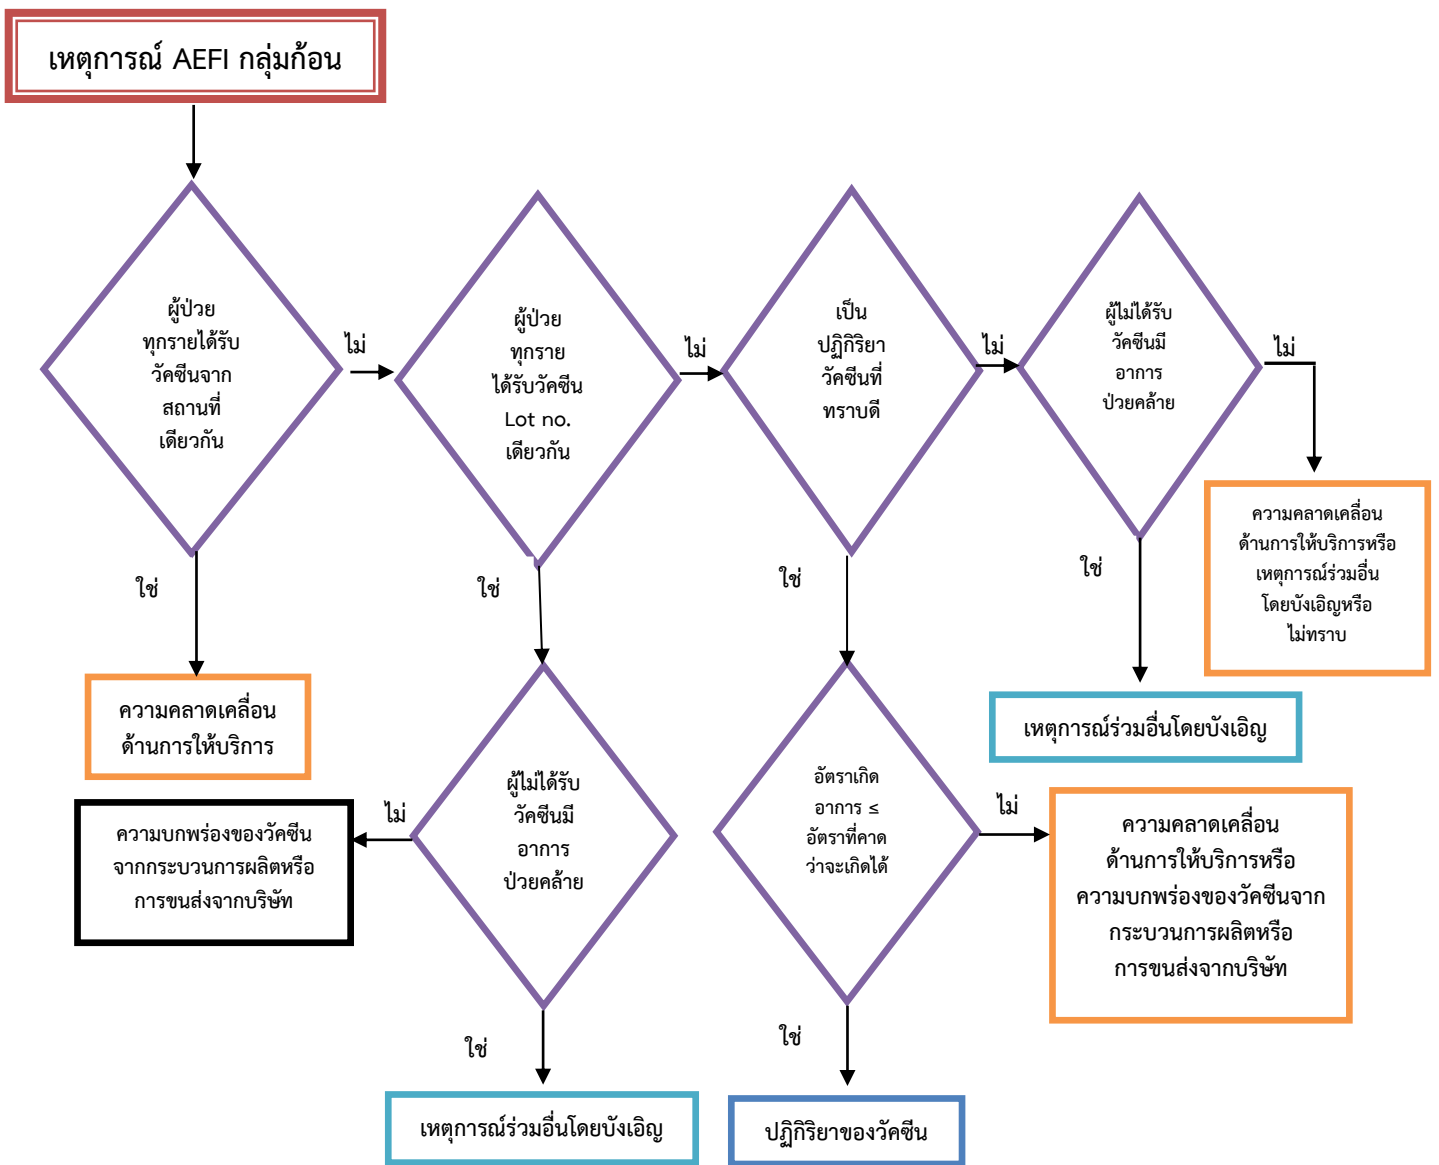 เหตุการณ์ AEFI กลุ่มก้อน
ผู้ป่วย
ทุกรายได้รับ
วัคซีนจาก
สถานที่
เดียวกัน
ไม่
ผู้ป่วย
ทุกราย
ได้รับวัคซีน
Lot no.
เดียวกัน
ไม่
เป็น
ปฏิกิริยา
วัคซีนที่
ทราบดี
ไม่
ผู้ไม่ได้รับ
วัคซีนมี
อาการ
ป่วยคล้าย
ไม่
ความคลาดเคลื่อน
ด้านการให้บริการหรือ
เหตุการณ์ร่วมอื่น
โดยบังเอิญหรือ
ไม่ทราบ
ใช่
ใช่
ใช่
ใช่
ความคลาดเคลื่อน
ด้านการให้บริการ
เหตุการณ์ร่วมอื่นโดยบังเอิญ
ความบกพร่องของวัคซีน
จากกระบวนการผลิตหรือ
การขนส่งจากบริษัท
ไม่
ผู้ไม่ได้รับ
วัคซีนมี
อาการ
ป่วยคล้าย
อัตราเกิด
อาการ ≤
อัตราที่คาด
ว่าจะเกิดได้
ไม่
ความคลาดเคลื่อน
ด้านการให้บริการหรือ
ความบกพร่องของวัคซีนจาก
กระบวนการผลิตหรือ
การขนส่งจากบริษัท
ใช่
ใช่
เหตุการณ์ร่วมอื่นโดยบังเอิญ
ปฏิกิริยาของวัคซีน